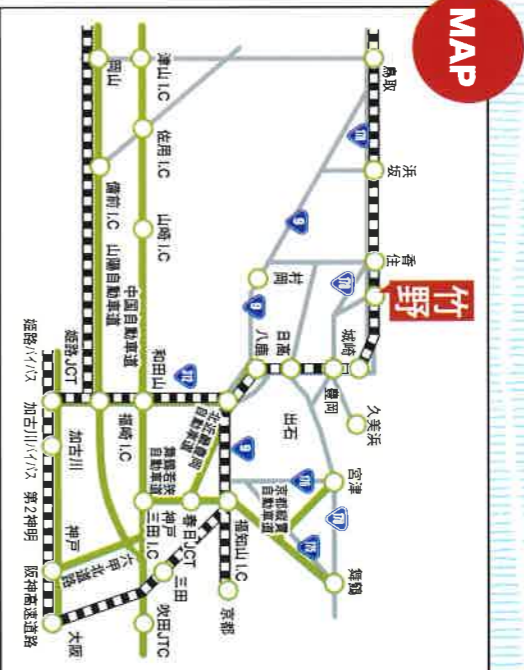 MAP
鳥取
浜坂
香住
竹野
178
178
9
村岡
9
城崎
久美浜
豊岡
日高
八鹿
出石
宮津
178
176
175
舞鶴
京都縦貫
自動車道
9
312
北近畿豊岡
自動車道
福知山I.C
京都
和田山
春日JCT
舞鶴若狭
自動車道
津山I.C
佐用I.C
山崎I.C
中国自動車道
福崎I.C
神戸
三田I.C
三田
吹田JTC
岡山
備前I.C
山陽自動車道
六甲北道路
姫路JCT
姫路バイパス
加古川
加古川バイパス
第2神明
神戸
阪神高速道路
大阪